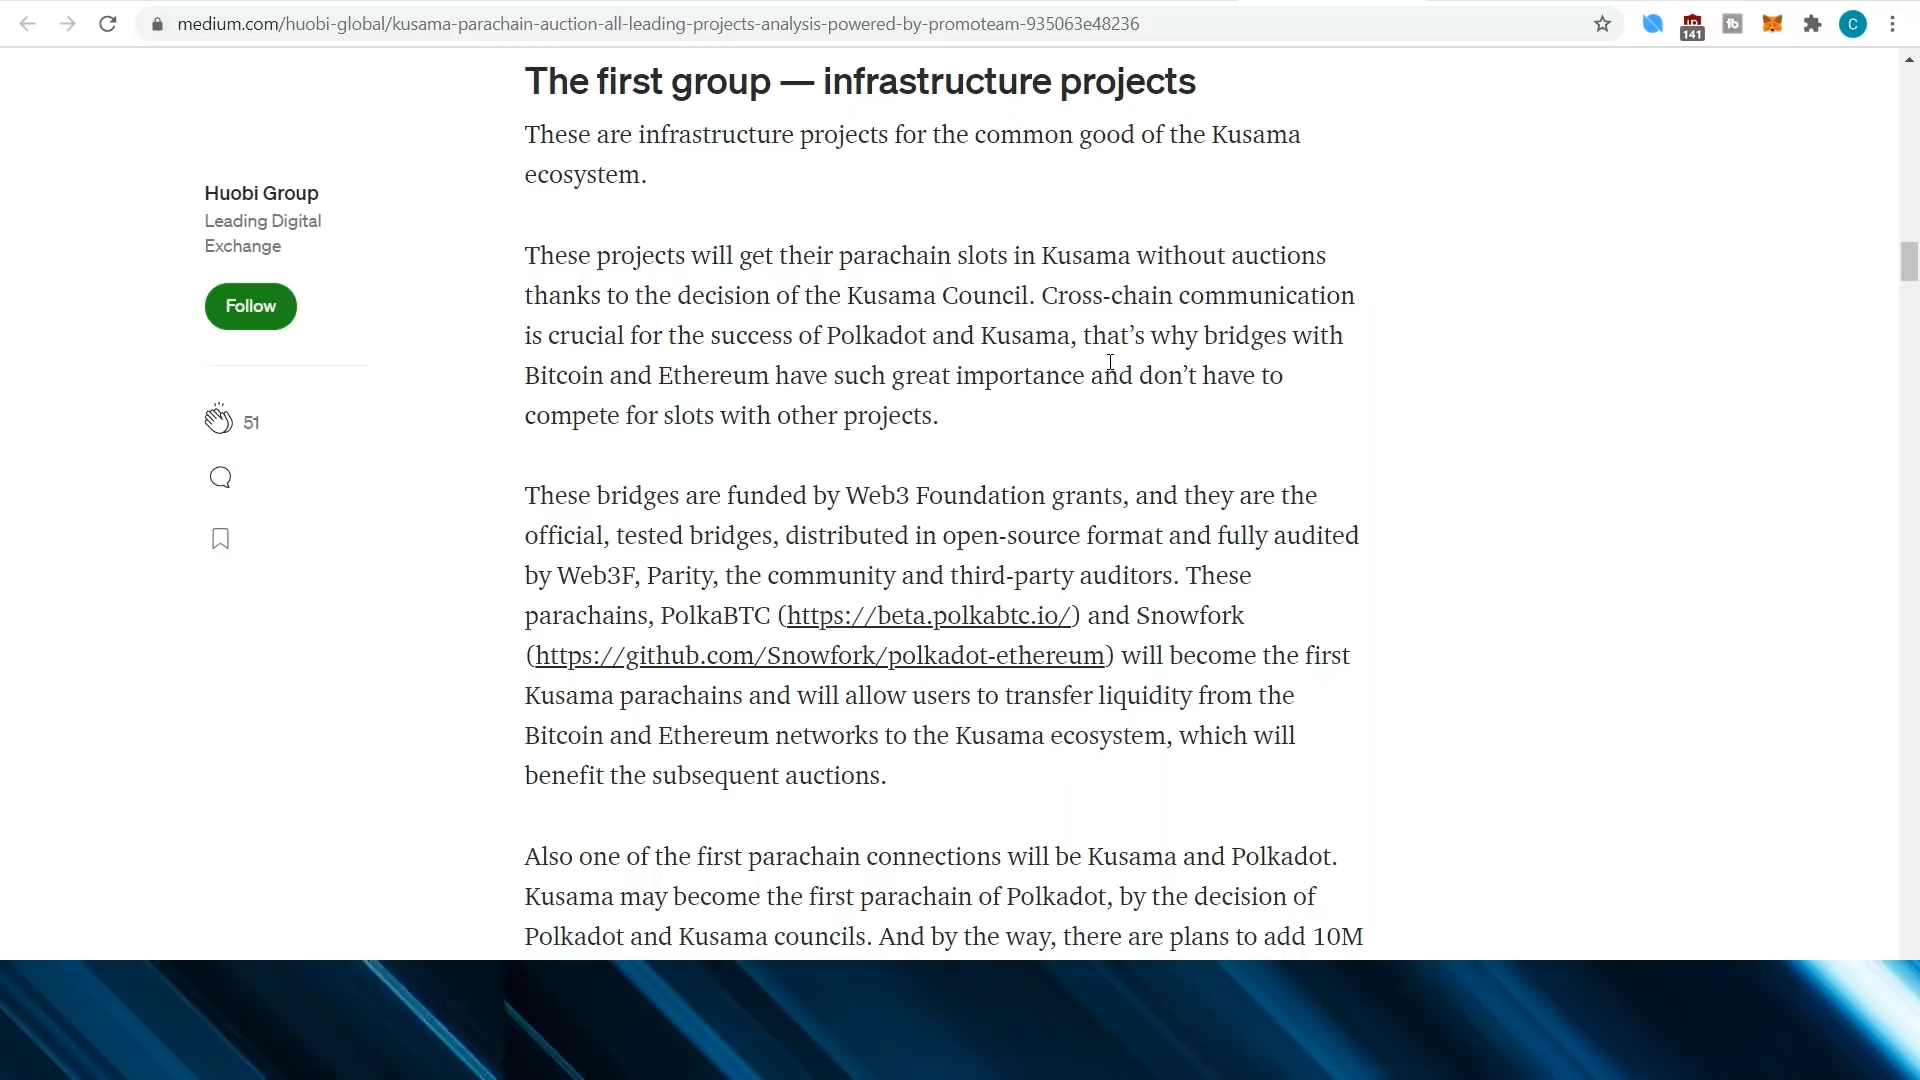 medium.com/huobi-global/kusama-parachain-auction-all-leading-projects-analysis-powered-by-promoteam-935063e48236
141
tb
C
The first group — infrastructure projects
These are infrastructure projects for the common good of the Kusama
ecosystem.
Huobi Group
Leading Digital
Exchange
Follow
51
These projects will get their parachain slots in Kusama without auctions
thanks to the decision of the Kusama Council. Cross-chain communication
is crucial for the success of Polkadot and Kusama, that’s why bridges with
Bitcoin and Ethereum have such great importance and don’t have to
compete for slots with other projects.
These bridges are funded by Web3 Foundation grants, and they are the
official, tested bridges, distributed in open-source format and fully audited
by Web3F, Parity, the community and third-party auditors. These
parachains, PolkaBTC (https://beta.polkabtc.io/) and Snowfork
(https://github.com/Snowfork/polkadot-ethereum) will become the first
Kusama parachains and will allow users to transfer liquidity from the
Bitcoin and Ethereum networks to the Kusama ecosystem, which will
benefit the subsequent auctions.
Also one of the first parachain connections will be Kusama and Polkadot.
Kusama may become the first parachain of Polkadot, by the decision of
Polkadot and Kusama councils. And by the way, there are plans to add 10M